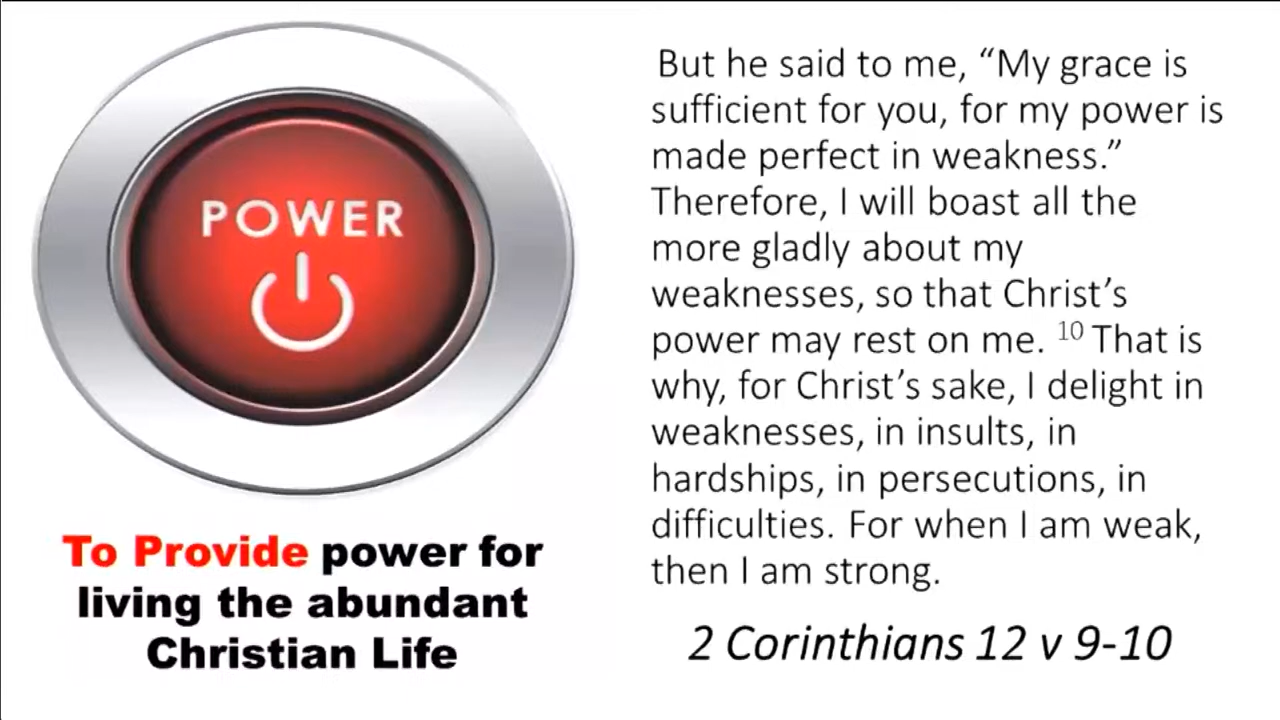 POWER
To Provide power for
living the abundant
Christian Life
But he said to me, “My grace is
sufficient for you, for my power is
made perfect in weakness.”
Therefore, I will boast all the
more gladly about my
weaknesses, so that Christ’s
power may rest on me. 10 That is
why, for Christ’s sake, I delight in
weaknesses, in insults, in
hardships, in persecutions, in
difficulties. For when I am weak,
then I am strong.
2 Corinthians 12 v 9-10